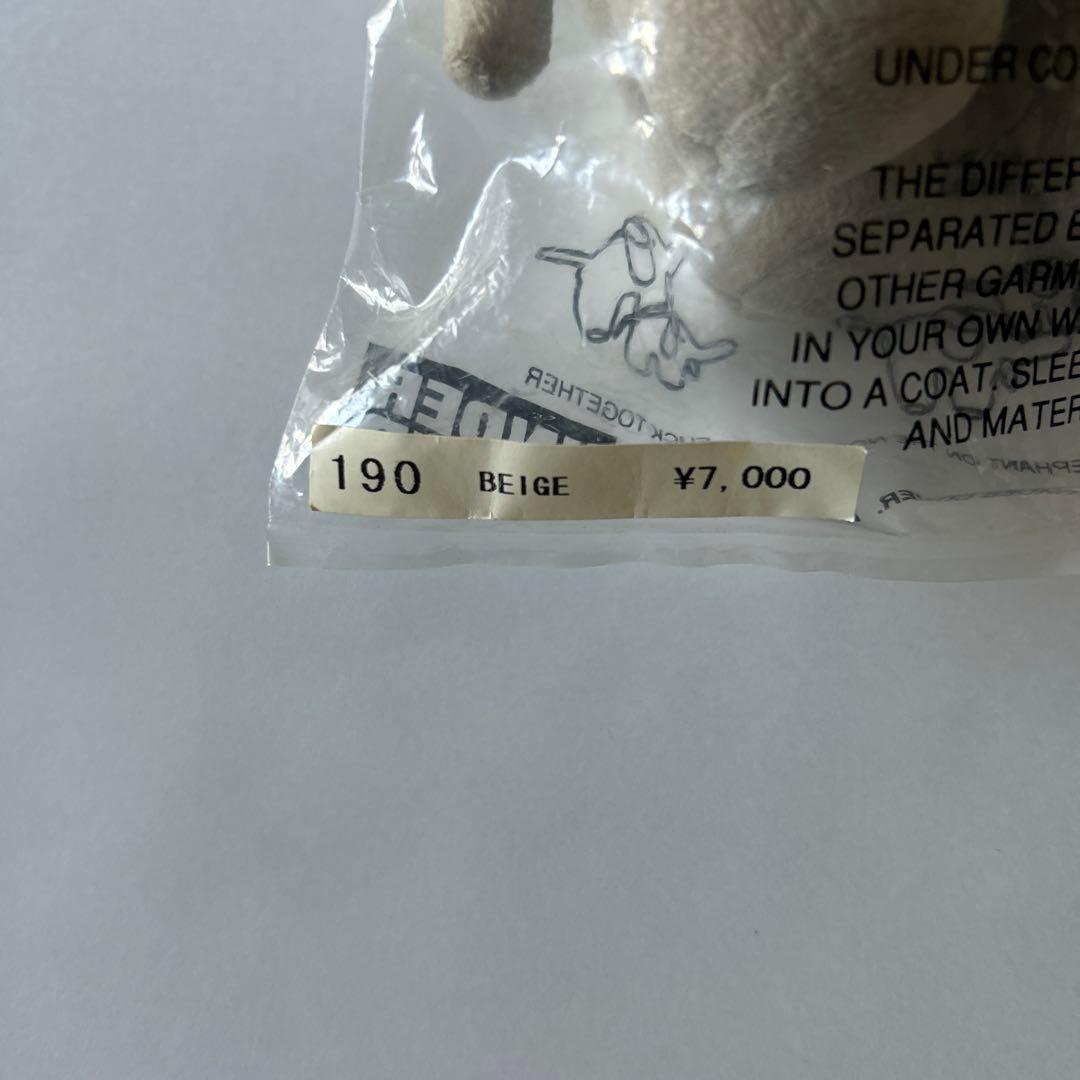 UNDER CO
THE DIFFER
SEPARATED
OTHER GARM
IN YOUR OWN
INTO A COAT. SLEE
AND MATER
TOGETHER
190 BEIGE ¥7,000